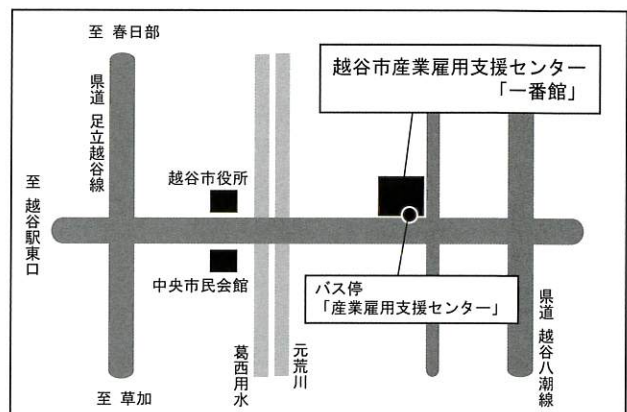 至 春日部
県道 足立越谷線
越谷市産業雇用支援センター
「一番館」
越谷市役所
至 越谷駅東口
中央市民会館
バス停
「産業雇用支援センター」
葛西用水
元荒川
県道 越谷八潮線
至 草加